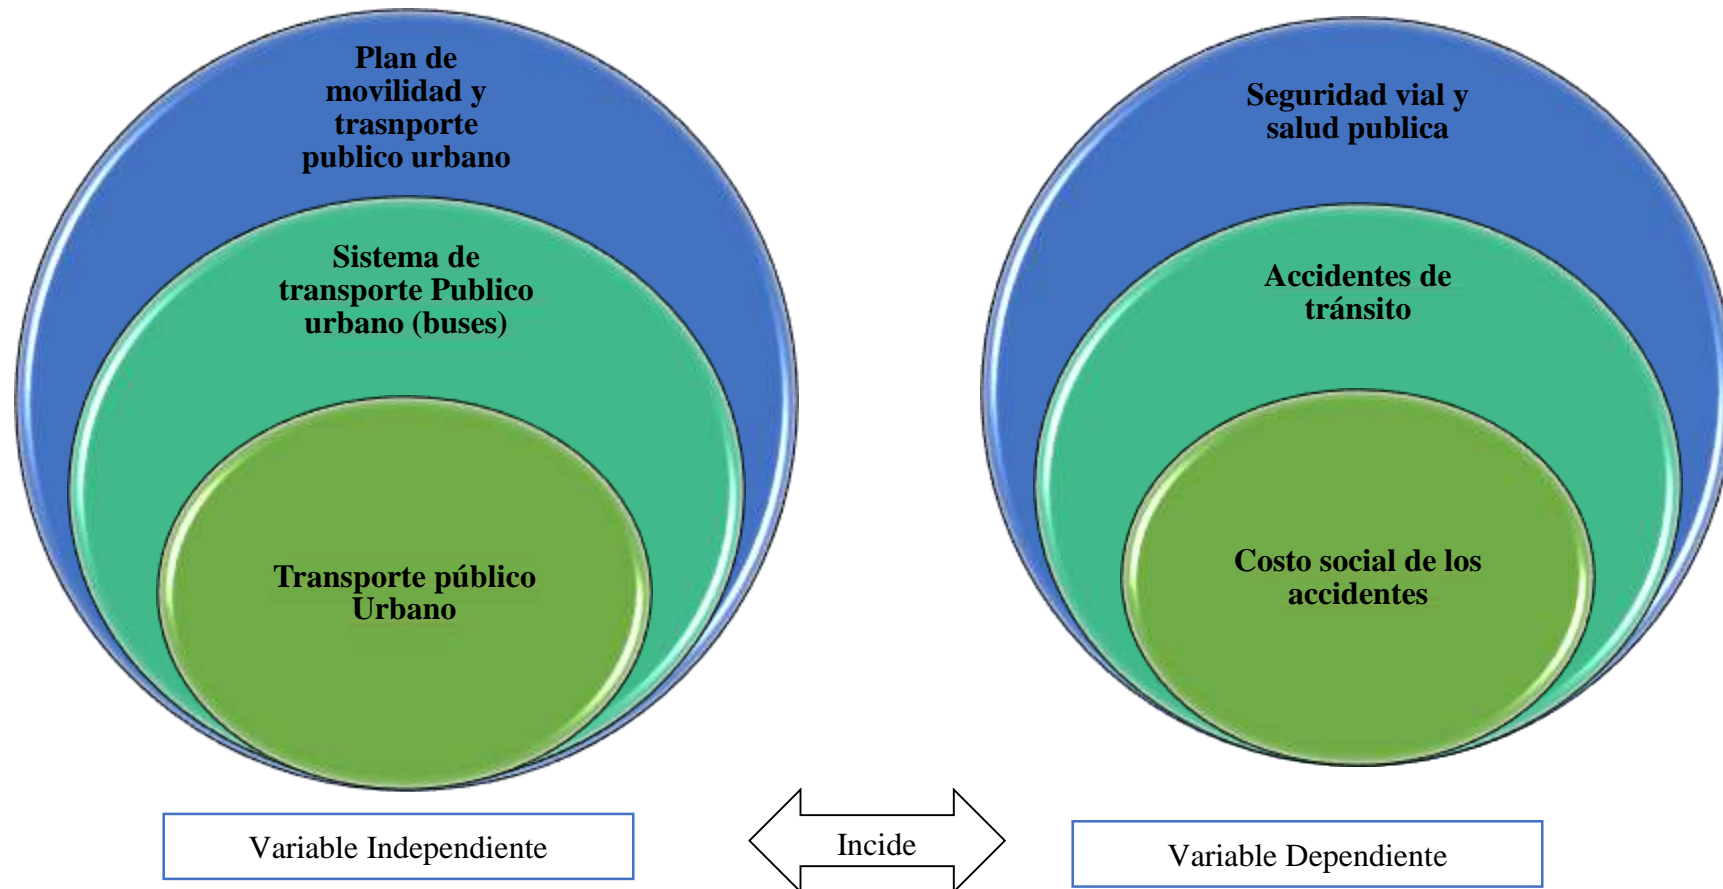 Plan de
movilidad y
trasnporte
publico urbano
Sistema de
transporte Publico
urbano (buses)
Transporte público
Urbano
Seguridad vial y
salud publica
Accidentes de
tránsito
Costo social de los
accidentes
Variable Independiente
Incide
Variable Dependiente